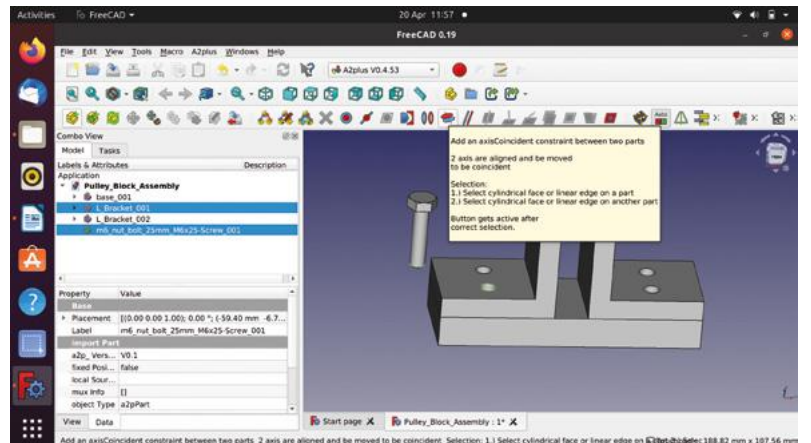 Activities
FreeCAD
20 Apr 11:57
FreeCAD 0.19
File Edit View Tools Macro A2plus Windows Help
A2plus V0.4.53
Auto
Combo View
Model Tasks
Labels & Attributes Description
Application
Pulley_Block_Assembly
base_001
L_Bracket_001
L_Bracket_002
m6_nut_bolt_25mm_M6x25-Screw_001
Add an axisCoincident constraint between two parts
2 axis are aligned and be moved
to be coincident
Selection:
1.) Select cylindrical face or linear edge on a part
2.) Select cylindrical face or linear edge on another part
Button gets active after
correct selection.
Property Value
Base
Placement [(0.00 0.00 1.00); 0.00 °; (-59.40 mm -6.7...
Label m6_nut_bolt_25mm_M6x25-Screw_001
Import Part
a2p_Vers... V0.1
fixed Posi... false
local Sour...
mux Info []
object Type a2pPart
View Data
Start page
Pulley_Block_Assembly : 1*
Add an axisCoincident constraint between two parts. 2 axis are aligned and be moved to be coincident. Selection: 1.) Select cylindrical face or linear edge on 188.82 mm x 107.56 mm